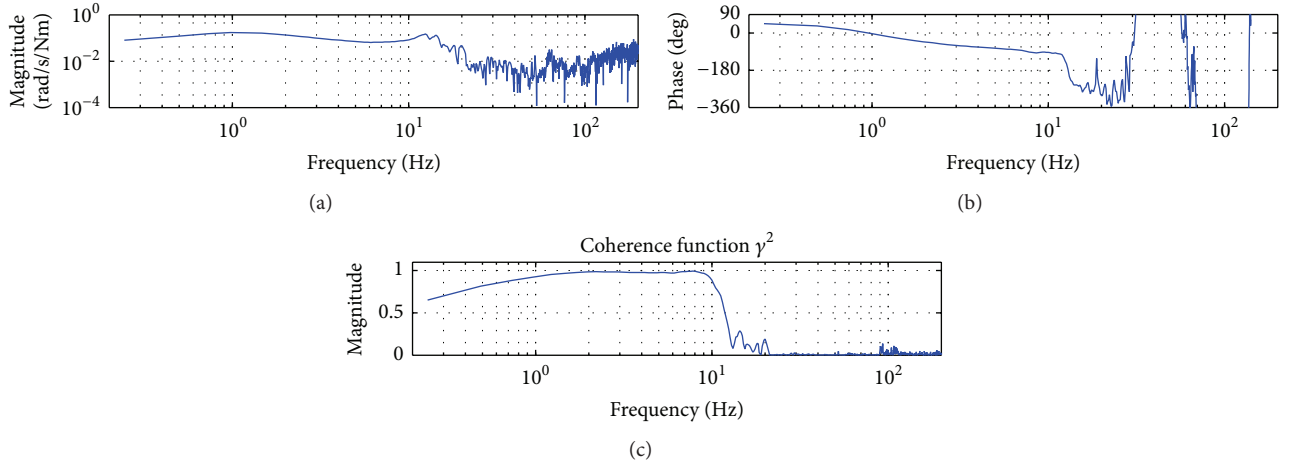 Magnitude
(rad/s/Nm)
10^0
10^−2
10^−4
10^0 10^1 10^2
Frequency (Hz)
(a)
Phase (deg)
90
0
−180
−360
10^0 10^1 10^2
Frequency (Hz)
(b)
Coherence function γ^2
Magnitude
1
0.5
0
10^0 10^1 10^2
Frequency (Hz)
(c)